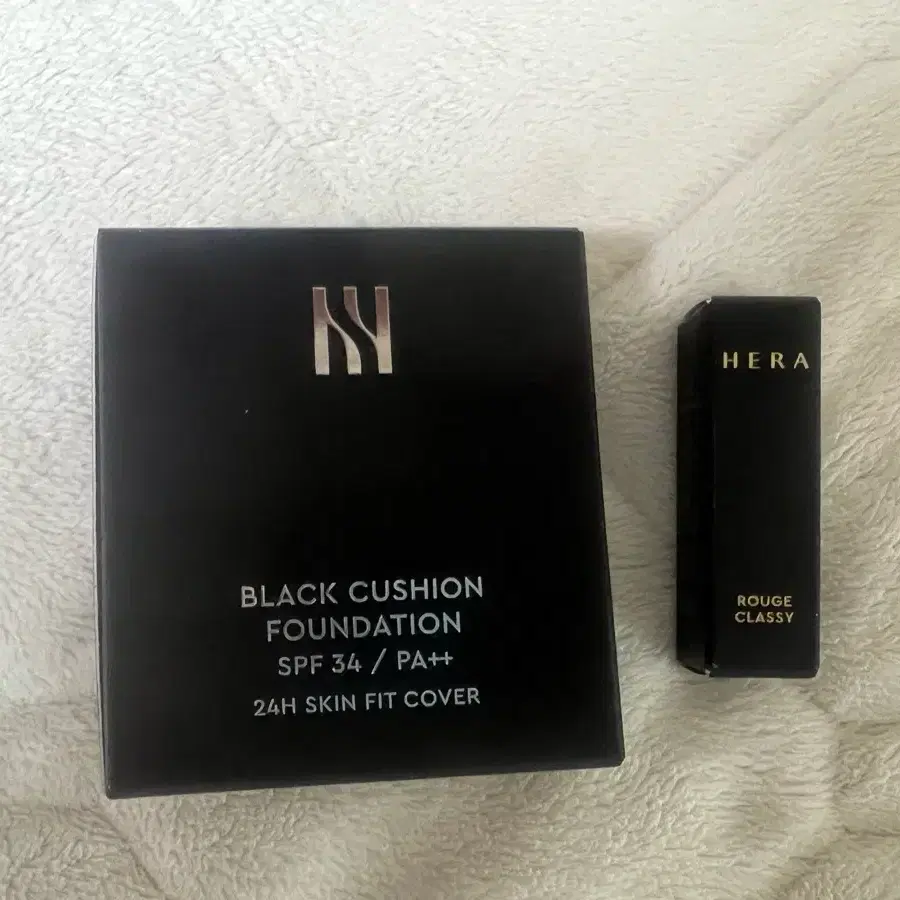 BLACK CUSHION
FOUNDATION
SPF 34 / PA++
24H SKIN FIT COVER
HERA
ROUGE
CLASSY